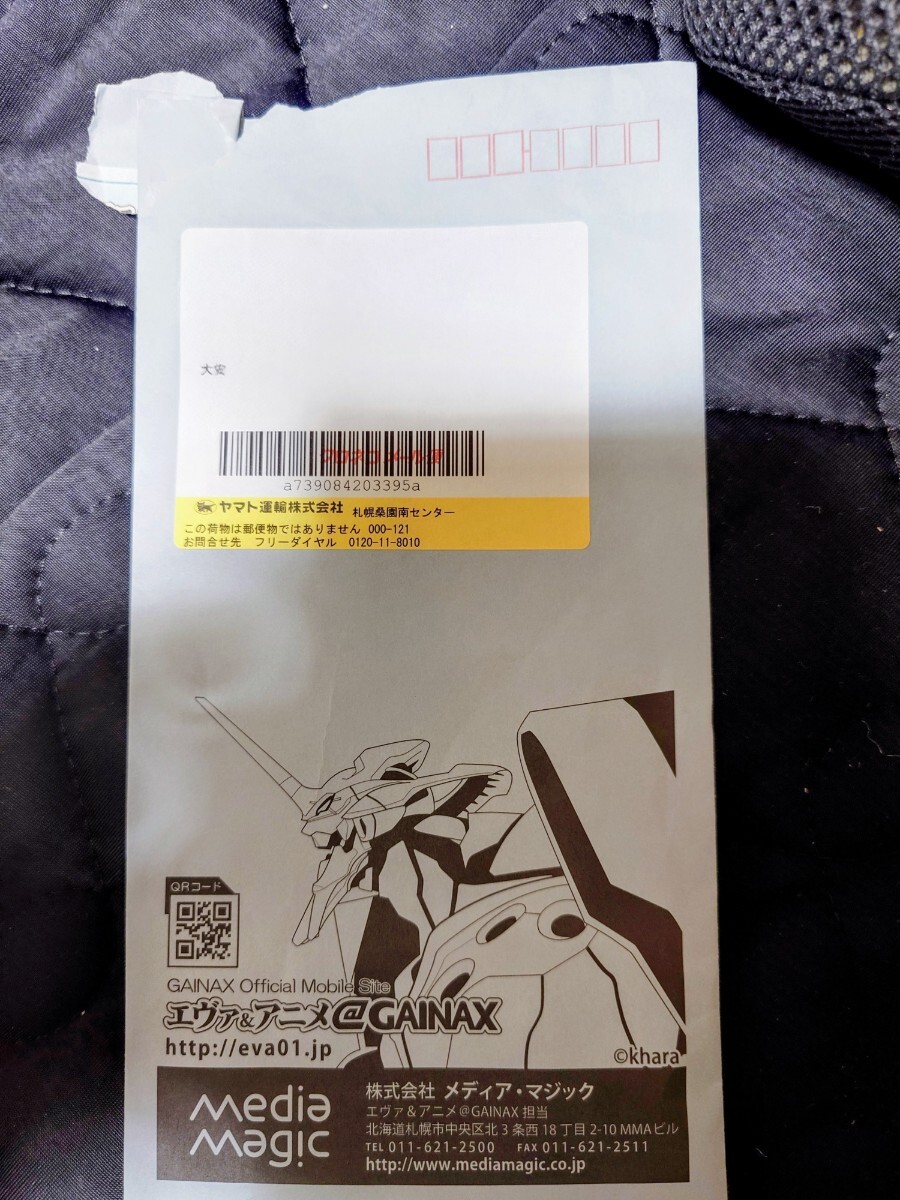 大安
クロネコメール便
a739084203395a
ヤマト運輸株式会社 札幌桑園南センター
この荷物は郵便物ではありません 000-121
お問合せ先 フリーダイヤル 0120-11-8010
QRコード
GAINAX Official Mobile Site
エヴァ&アニメ@GAINAX
http://eva01.jp
©khara
media magic
株式会社 メディア・マジック
エヴァ&アニメ@GAINAX 担当
北海道札幌市中央区北3条西18丁目2-10 MMAビル
TEL 011-621-2500 FAX 011-621-2511
http://www.mediamagic.co.jp